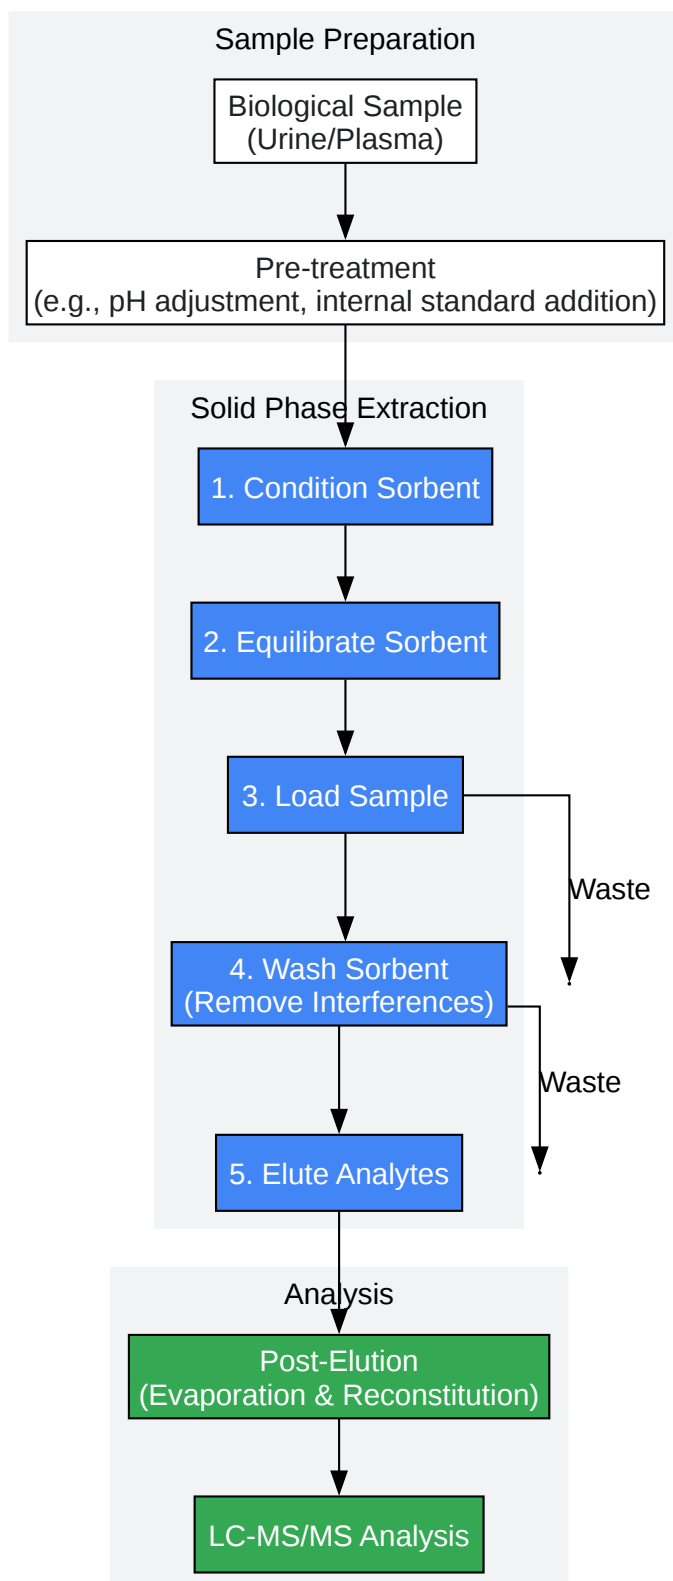 Sample Preparation
Biological Sample
(Urine/Plasma)
Pre-treatment
(e.g., pH adjustment, internal standard addition)
Solid Phase Extraction
1. Condition Sorbent
2. Equilibrate Sorbent
3. Load Sample
Waste
4. Wash Sorbent
(Remove Interferences)
Waste
5. Elute Analytes
Analysis
Post-Elution
(Evaporation & Reconstitution)
LC-MS/MS Analysis